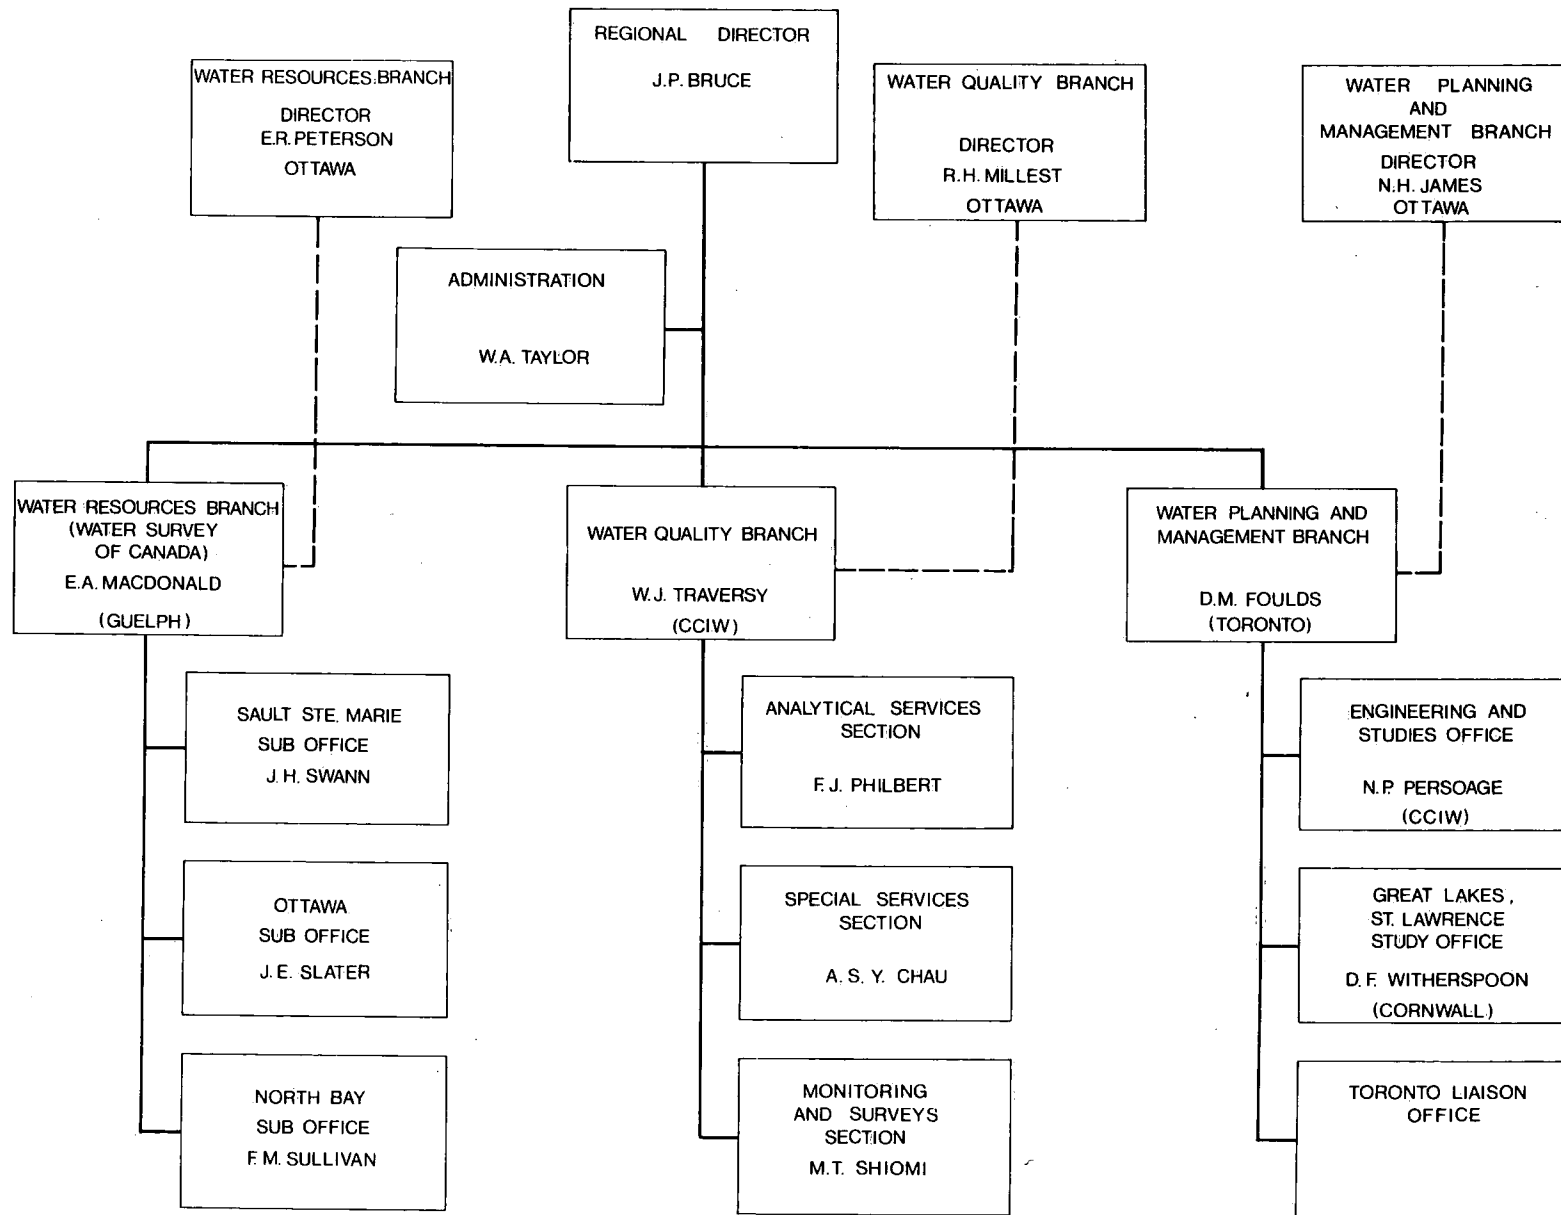 REGIONAL DIRECTOR
J.P. BRUCE
WATER RESOURCES BRANCH
DIRECTOR
E.R. PETERSON
OTTAWA
WATER QUALITY BRANCH
DIRECTOR
R.H. MILLEST
OTTAWA
WATER PLANNING
AND
MANAGEMENT BRANCH
DIRECTOR
N.H. JAMES
OTTAWA
ADMINISTRATION
W.A. TAYLOR
WATER RESOURCES BRANCH
(WATER SURVEY
OF CANADA)
E.A. MACDONALD
(GUELPH)
WATER QUALITY BRANCH
W.J. TRAVERSY
(CCIW)
WATER PLANNING AND
MANAGEMENT BRANCH
D.M. FOULDS
(TORONTO)
SAULT STE. MARIE
SUB OFFICE
J.H. SWANN
OTTAWA
SUB OFFICE
J.E. SLATER
NORTH BAY
SUB OFFICE
F.M. SULLIVAN
ANALYTICAL SERVICES
SECTION
F.J. PHILBERT
SPECIAL SERVICES
SECTION
A.S.Y. CHAU
MONITORING
AND SURVEYS
SECTION
M.T. SHIOMI
ENGINEERING AND
STUDIES OFFICE
N.P. PERSOAGE
(CCIW)
GREAT LAKES,
ST. LAWRENCE
STUDY OFFICE
D.F. WITHERSPOON
(CORNWALL)
TORONTO LIAISON
OFFICE